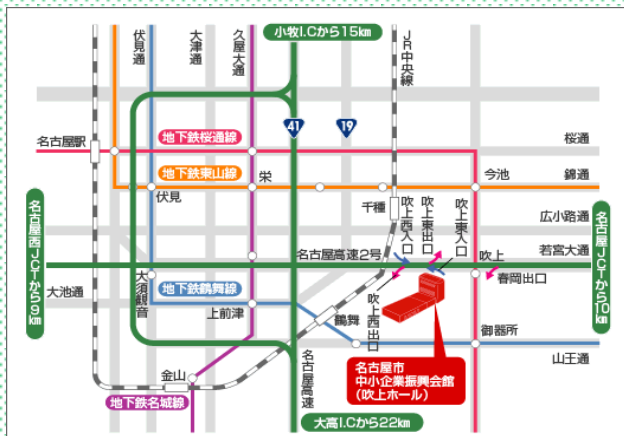 小牧I.Cから15km
伏見通
大津通
久屋大通
JR中央線
41
19
名古屋駅
地下鉄桜通線
桜通
地下鉄東山線
栄
今池
錦通
伏見
千種
吹上西入口
吹上東出口
吹上東入口
広小路通
名古屋西JCTから9km
名古屋高速2号
若宮大通
名古屋JCTから10km
吹上
春岡出口
大池通
大須観音
地下鉄鶴舞線
上前津
鶴舞
吹上西出口
御器所
山王通
名古屋高速
金山
地下鉄名城線
名古屋市
中小企業振興会館
(吹上ホール)
大高I.Cから22km